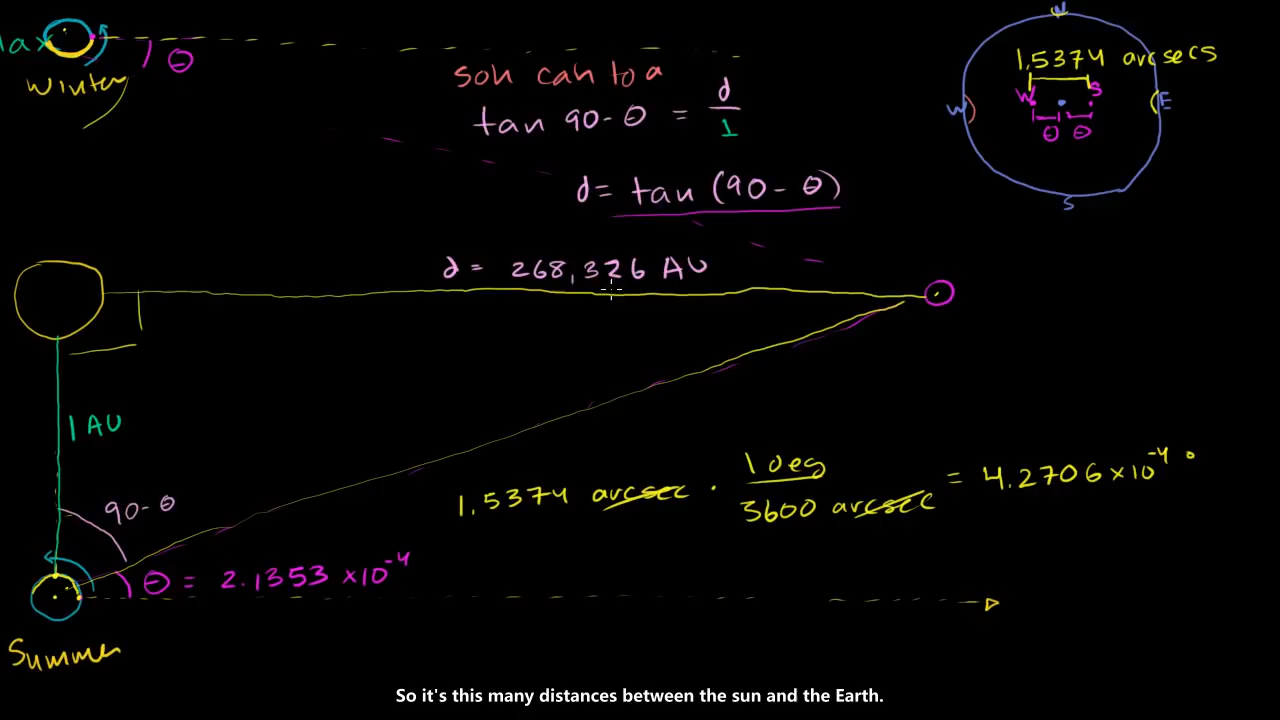 lax
θ
Winter
soh cah toa
tan 90-θ = d/1
d = tan (90 - θ)
N
1.5374 arcsecs
W
W
S
E
θ θ
S
d = 268,326 AU
1 AU
90-θ
1.5374 arcsec · 1 deg/3600 arcsec = 4.2706 × 10⁻⁴ °
θ = 2.1353 × 10⁻⁴
Summer
So it's this many distances between the sun and the Earth.